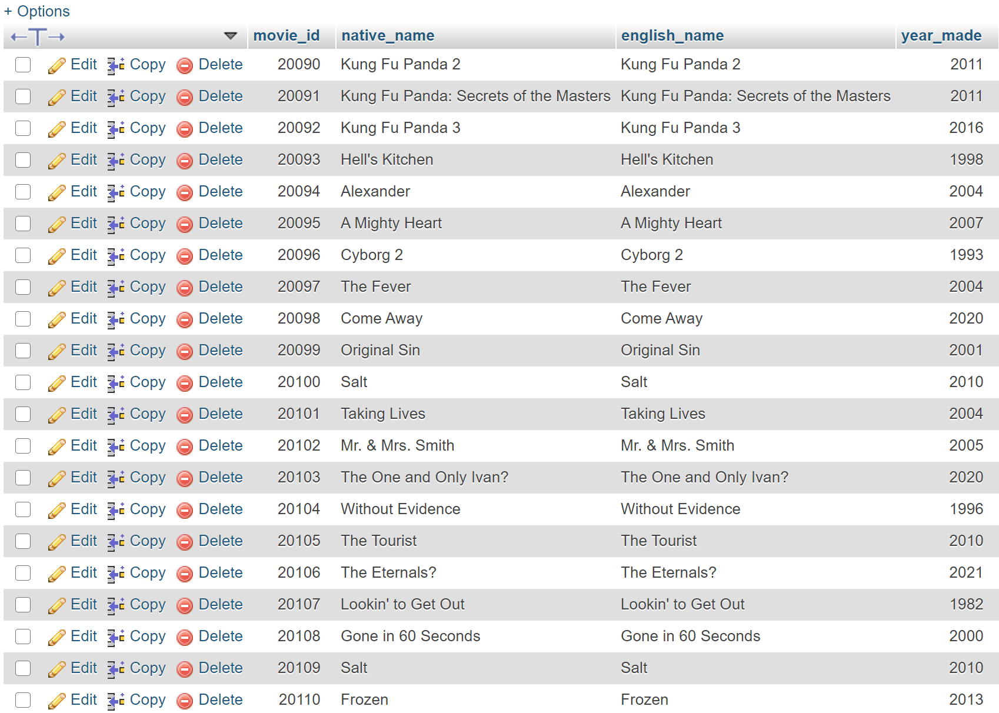 + Options
movie_id native_name english_name year_made
Edit Copy Delete 20090 Kung Fu Panda 2 Kung Fu Panda 2 2011
Edit Copy Delete 20091 Kung Fu Panda: Secrets of the Masters Kung Fu Panda: Secrets of the Masters 2011
Edit Copy Delete 20092 Kung Fu Panda 3 Kung Fu Panda 3 2016
Edit Copy Delete 20093 Hell's Kitchen Hell's Kitchen 1998
Edit Copy Delete 20094 Alexander Alexander 2004
Edit Copy Delete 20095 A Mighty Heart A Mighty Heart 2007
Edit Copy Delete 20096 Cyborg 2 Cyborg 2 1993
Edit Copy Delete 20097 The Fever The Fever 2004
Edit Copy Delete 20098 Come Away Come Away 2020
Edit Copy Delete 20099 Original Sin Original Sin 2001
Edit Copy Delete 20100 Salt Salt 2010
Edit Copy Delete 20101 Taking Lives Taking Lives 2004
Edit Copy Delete 20102 Mr. & Mrs. Smith Mr. & Mrs. Smith 2005
Edit Copy Delete 20103 The One and Only Ivan? The One and Only Ivan? 2020
Edit Copy Delete 20104 Without Evidence Without Evidence 1996
Edit Copy Delete 20105 The Tourist The Tourist 2010
Edit Copy Delete 20106 The Eternals? The Eternals? 2021
Edit Copy Delete 20107 Lookin' to Get Out Lookin' to Get Out 1982
Edit Copy Delete 20108 Gone in 60 Seconds Gone in 60 Seconds 2000
Edit Copy Delete 20109 Salt Salt 2010
Edit Copy Delete 20110 Frozen Frozen 2013